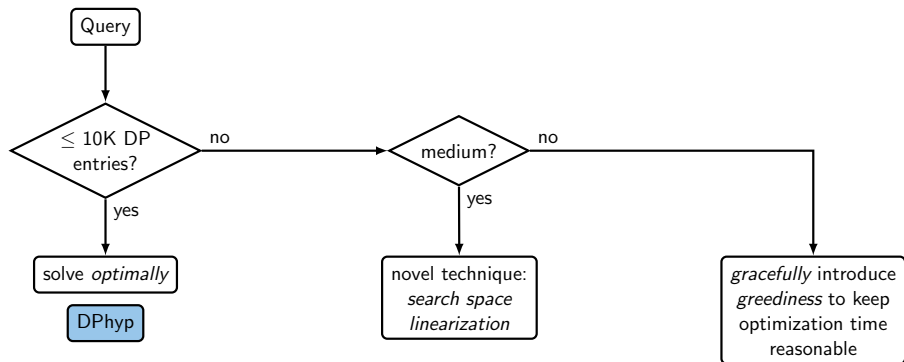 Query
≤ 10K DP
entries?
no
medium?
no
yes
yes
solve optimally
DPhyp
novel technique:
search space
linearization
gracefully introduce
greediness to keep
optimization time
reasonable